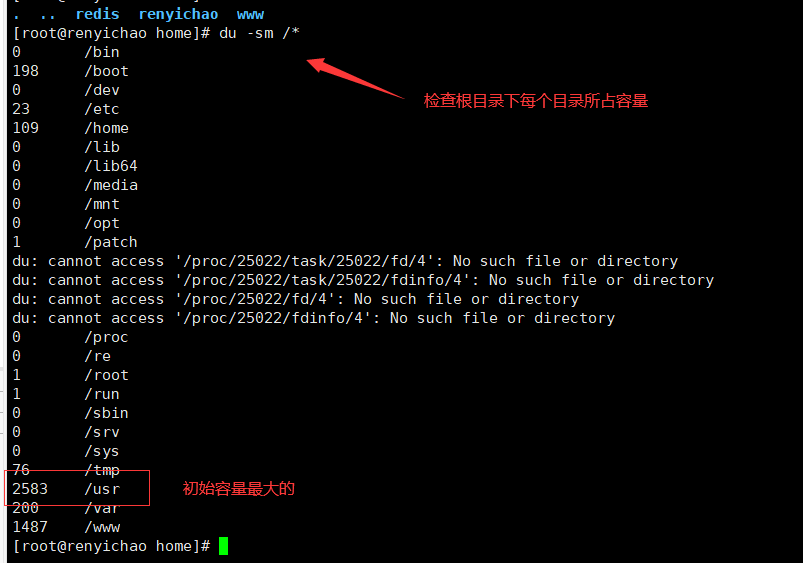 . .. redis renyichao www
[root@renyichao home]# du -sm /*
0 /bin
198 /boot
检查根目录下每个目录所占容量
0 /dev
23 /etc
109 /home
0 /lib
0 /lib64
0 /media
0 /mnt
0 /opt
1 /patch
du: cannot access '/proc/25022/task/25022/fd/4': No such file or directory
du: cannot access '/proc/25022/task/25022/fdinfo/4': No such file or directory
du: cannot access '/proc/25022/fd/4': No such file or directory
du: cannot access '/proc/25022/fdinfo/4': No such file or directory
0 /proc
0 /re
1 /root
1 /run
0 /sbin
0 /srv
0 /sys
76 /tmp
2583 /usr
初始容量最大的
200 /var
1487 /www
[root@renyichao home]#